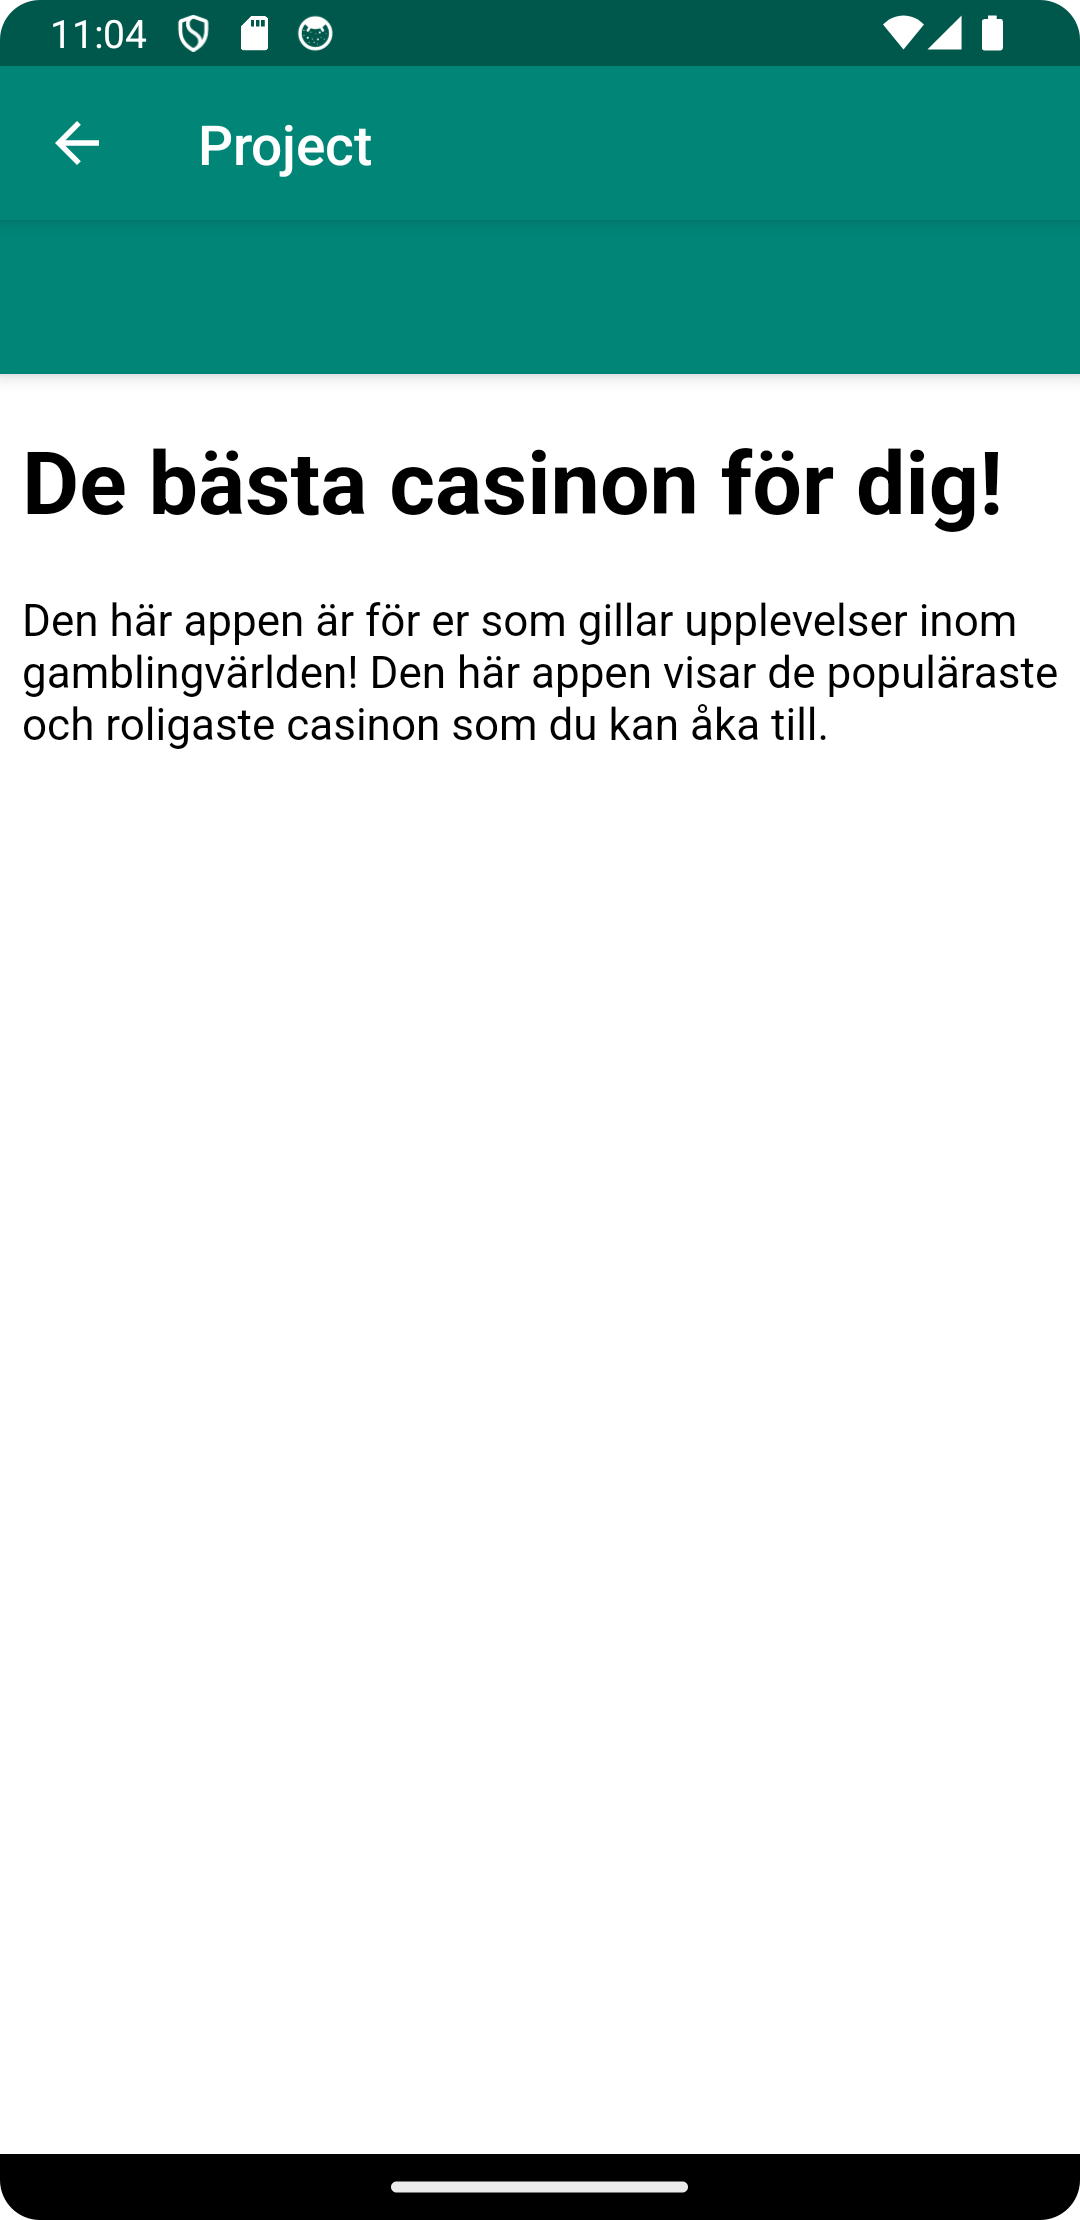 11:04
Project
De bästa casinon för dig!
Den här appen är för er som gillar upplevelser inom
gamblingvärlden! Den här appen visar de populäraste
och roligaste casinon som du kan åka till.